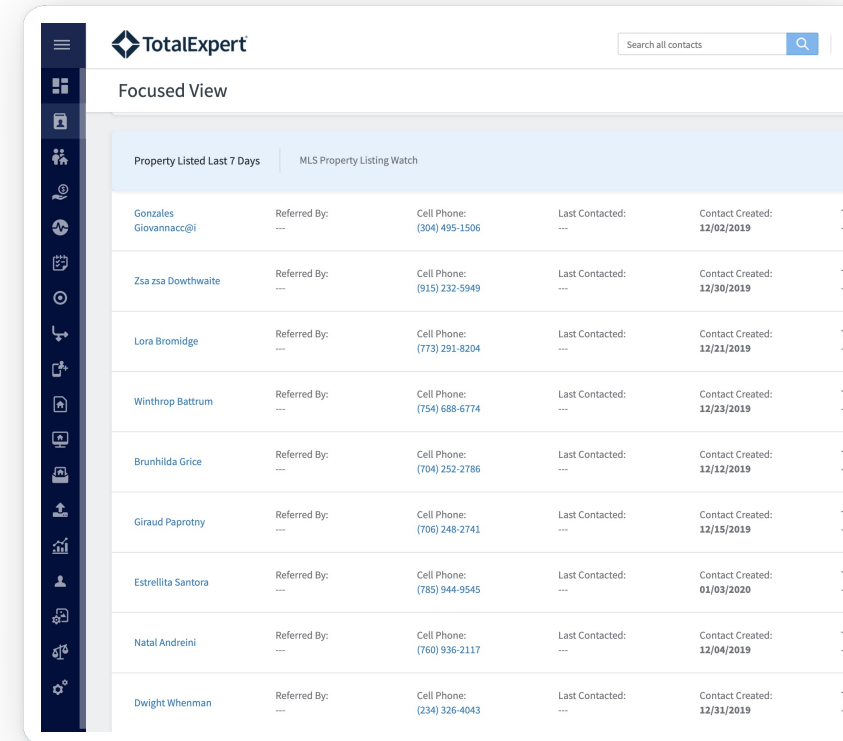 TotalExpert
Search all contacts
Focused View
Property Listed Last 7 Days
MLS Property Listing Watch
Gonzales
Giovannacc@i
Referred By:
---
Cell Phone:
(304) 495-1506
Last Contacted:
---
Contact Created:
12/02/2019
Zsa zsa Dowthwaite
Referred By:
---
Cell Phone:
(915) 232-5949
Last Contacted:
---
Contact Created:
12/30/2019
Lora Bromidge
Referred By:
---
Cell Phone:
(773) 291-8204
Last Contacted:
---
Contact Created:
12/21/2019
Winthrop Battrum
Referred By:
---
Cell Phone:
(754) 688-6774
Last Contacted:
---
Contact Created:
12/23/2019
Brunhilda Grice
Referred By:
---
Cell Phone:
(704) 252-2786
Last Contacted:
---
Contact Created:
12/12/2019
Giraud Paprotny
Referred By:
---
Cell Phone:
(706) 248-2741
Last Contacted:
---
Contact Created:
12/15/2019
Estrellita Santora
Referred By:
---
Cell Phone:
(785) 944-9545
Last Contacted:
---
Contact Created:
01/03/2020
Natal Andreini
Referred By:
---
Cell Phone:
(760) 936-2117
Last Contacted:
---
Contact Created:
12/04/2019
Dwight Whenman
Referred By:
---
Cell Phone:
(234) 326-4043
Last Contacted:
---
Contact Created:
12/31/2019